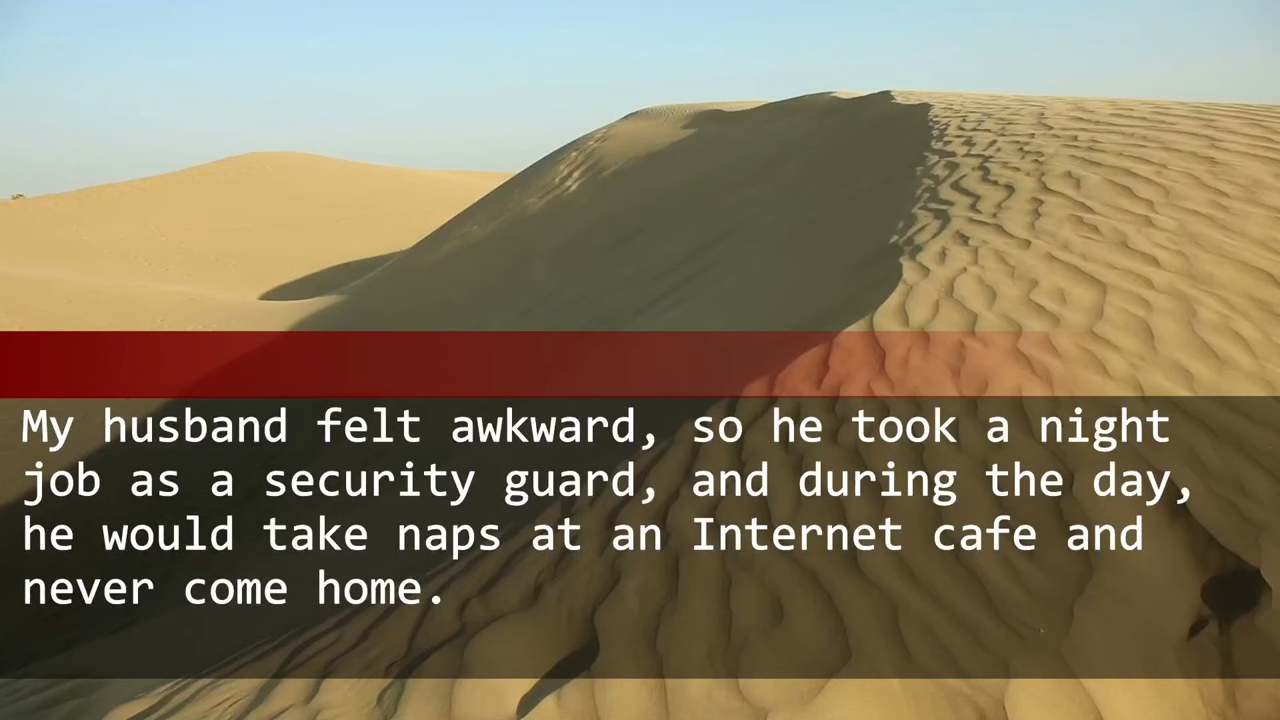 My husband felt awkward, so he took a night
job as a security guard, and during the day,
he would take naps at an Internet cafe and
never come home.